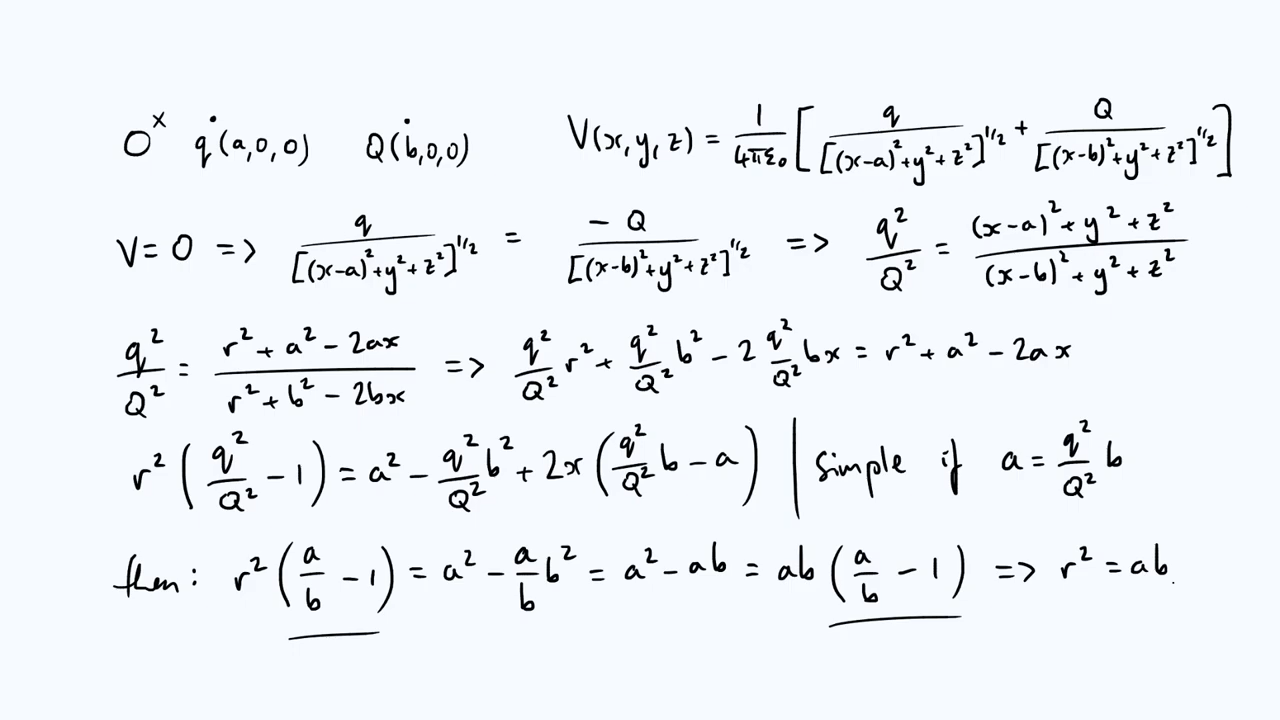 O^x q(a,0,0) Q(b,0,0) V(x,y,z) = 1/4πε₀ [ q/[(x-a)²+y²+z²]^1/2 + Q/[(x-b)²+y²+z²]^1/2 ]
V=0 => q/[(x-a)²+y²+z²]^1/2 = -Q/[(x-b)²+y²+z²]^1/2 => q²/Q² = (x-a)²+y²+z²/(x-b)²+y²+z²
q²/Q² = r²+a²-2ax/r²+b²-2bx => q²/Q² r² + q²/Q² b² - 2 q²/Q² bx = r²+a²-2ax
r² (q²/Q² - 1) = a² - q²/Q² b² + 2x (q²/Q² b - a) | Simple if a = q²/Q² b
then: r² (a/b - 1) = a² - a/b b² = a² - ab = ab (a/b - 1) => r² = ab.